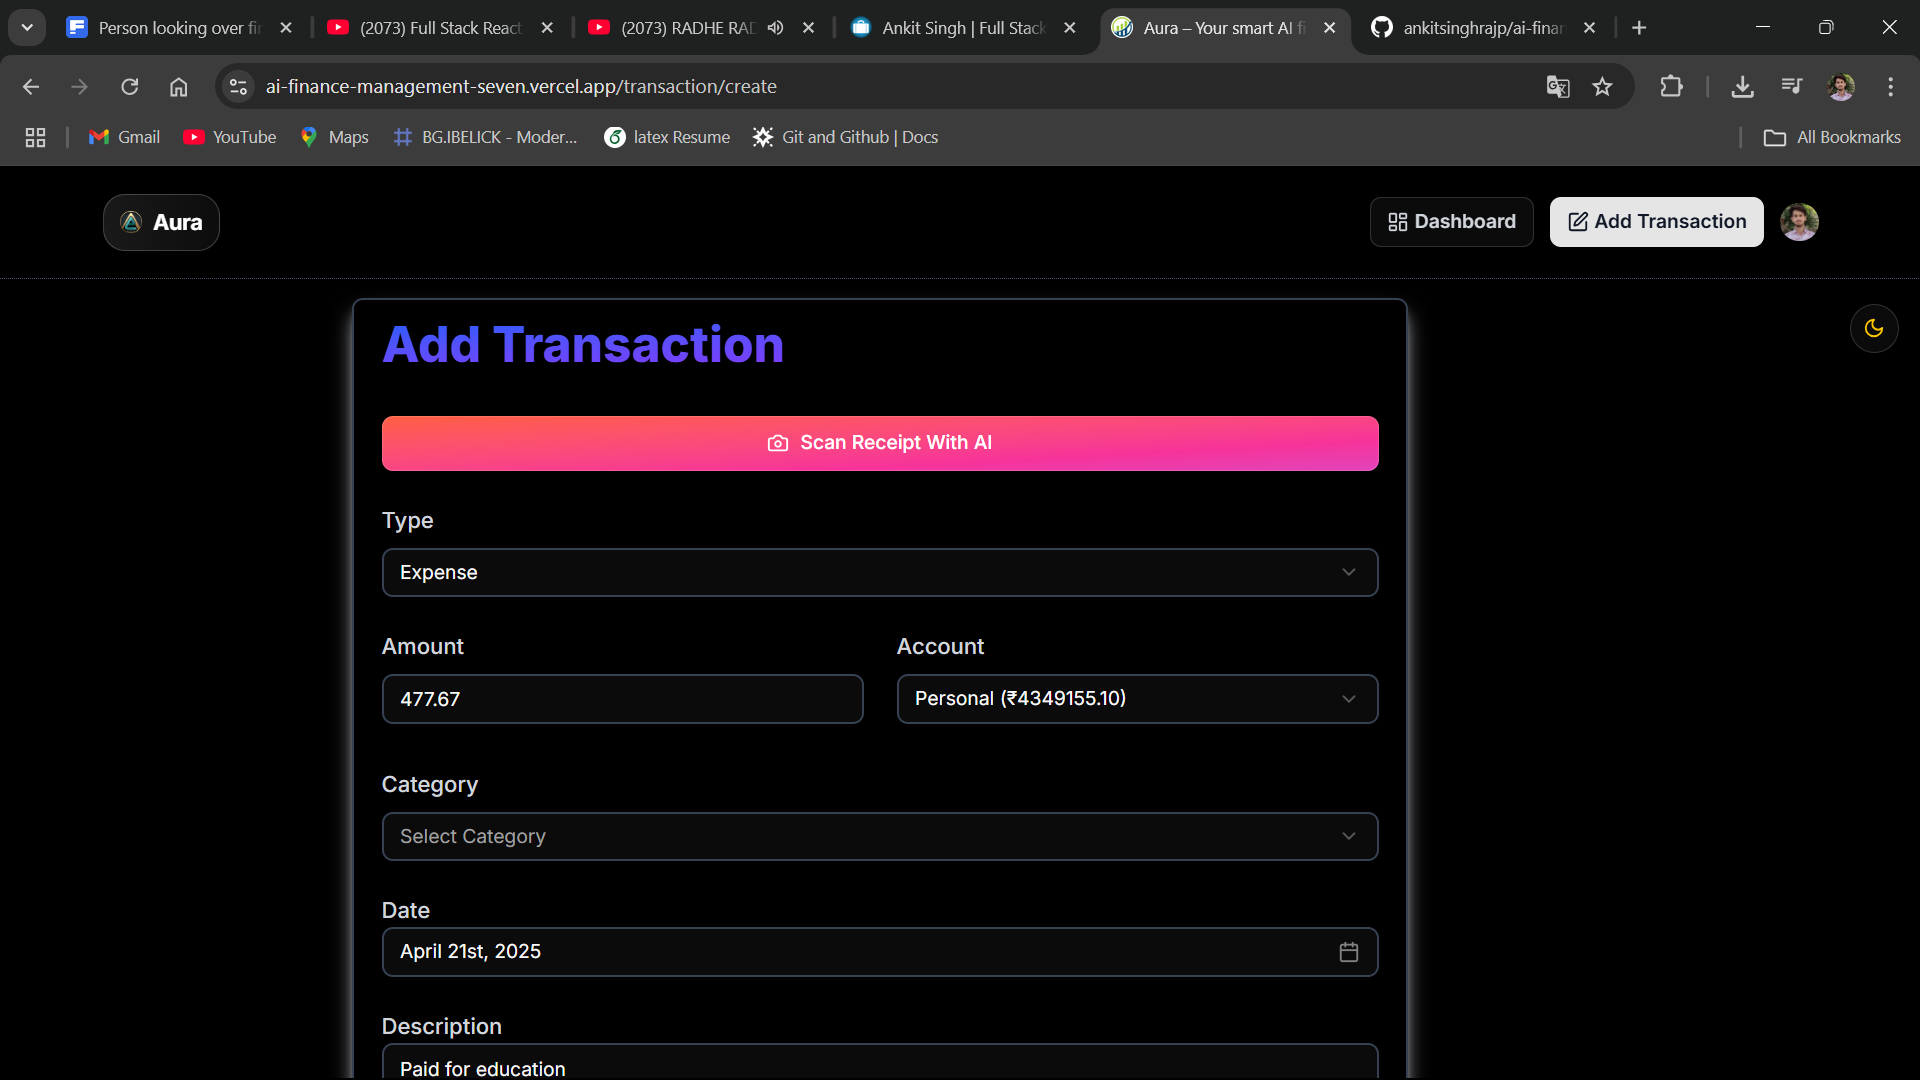 Person looking over fi
(2073) Full Stack React
(2073) RADHE RAD
Ankit Singh | Full Stack
Aura – Your smart AI fi
ankitsinghrajp/ai-finan
ai-finance-management-seven.vercel.app/transaction/create
Gmail
YouTube
Maps
BG.IBELICK - Moder...
latex Resume
Git and Github | Docs
All Bookmarks
Aura
Dashboard
Add Transaction
Add Transaction
Scan Receipt With AI
Type
Expense
Amount
Account
477.67
Personal (₹4349155.10)
Category
Select Category
Date
April 21st, 2025
Description
Paid for education